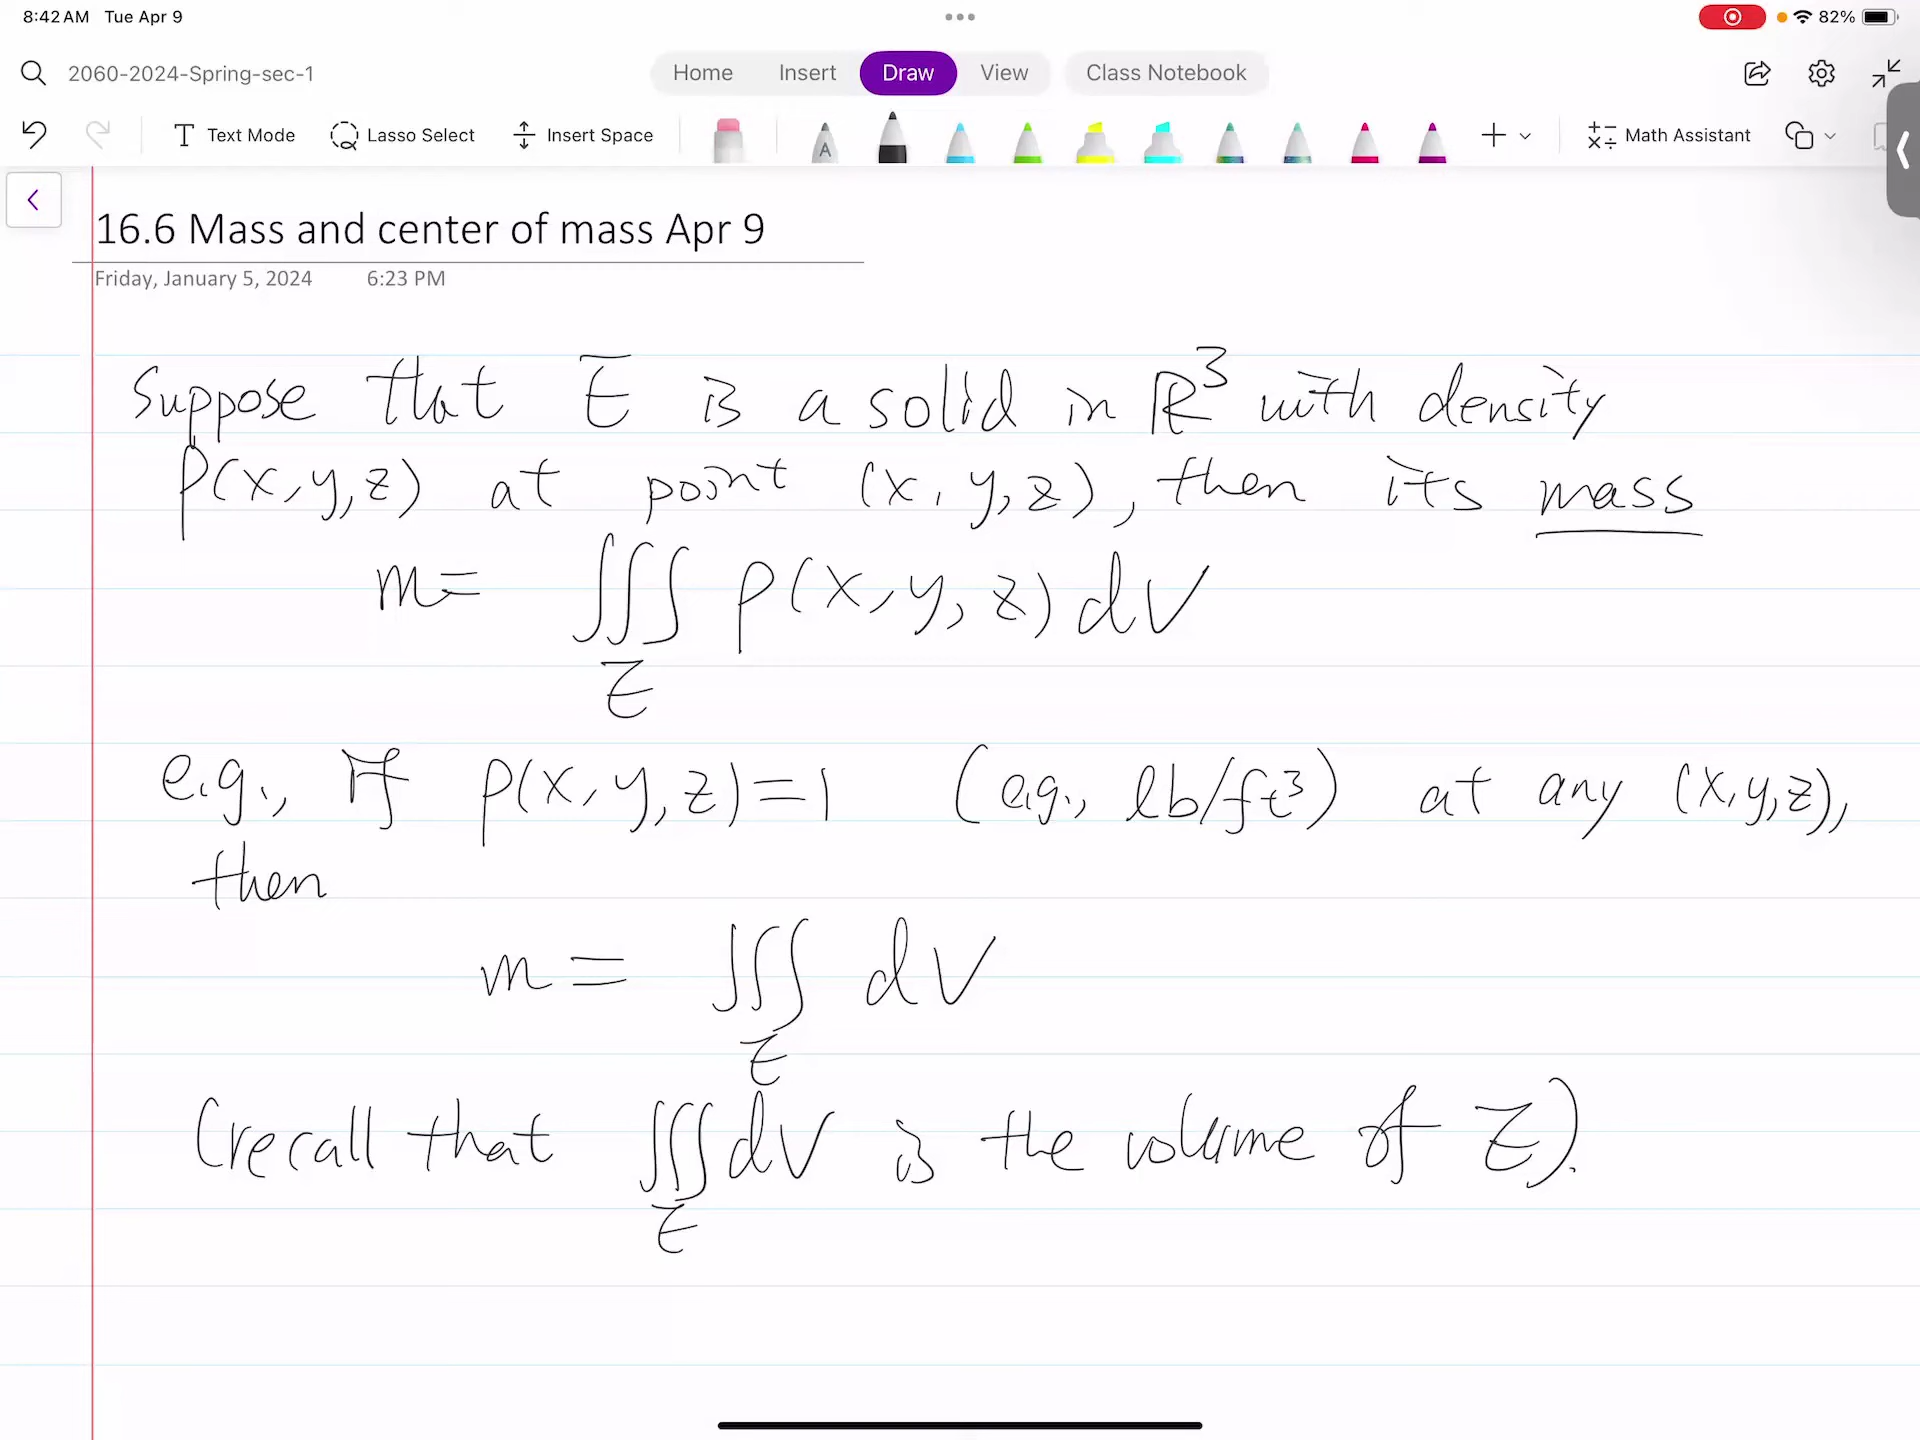 8:42 AM Tue Apr 9
82%
2060-2024-Spring-sec-1
Home Insert Draw View Class Notebook
Text Mode Lasso Select Insert Space A Math Assistant
16.6 Mass and center of mass Apr 9
Friday, January 5, 2024 6:23 PM
Suppose that E is a solid in ℝ³ with density
ρ(x,y,z) at point (x,y,z), then its mass
m= ∭ ρ(x,y,z) dV
E
e.g., If ρ(x,y,z)=1 (e.g., lb/ft³) at any (x,y,z),
then
m = ∭ dV
E
(recall that ∭ dV is the volume of E).
E